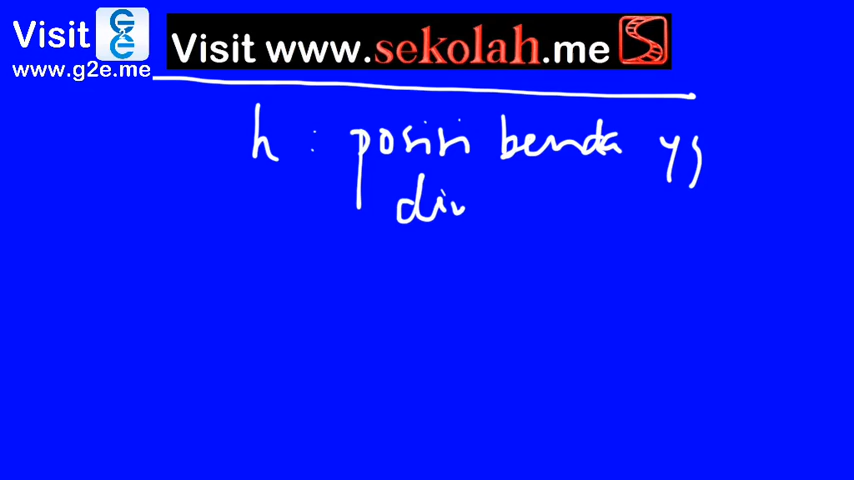 Visit
www.g2e.me
Visit www.sekolah.me
h : posisi benda yg
di